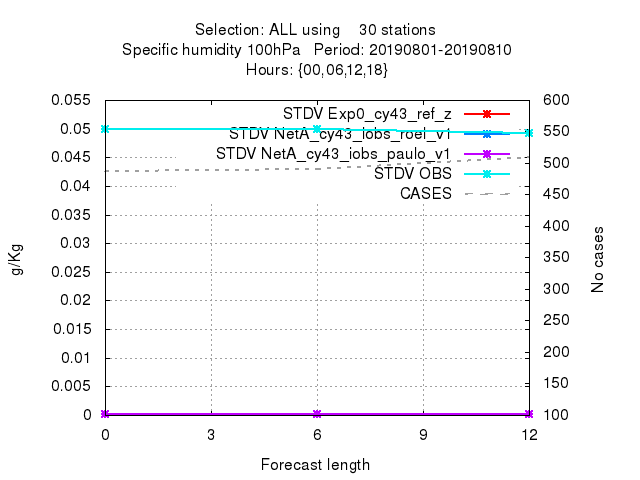 Selection: ALL using 30 stations
Specific humidity 100hPa Period: 20190801-20190810
Hours: {00,06,12,18}
STDV Exp0_cy43_ref_z
STDV NetA_cy43_iobs_roel_v1
STDV NetA_cy43_iobs_paulo_v1
STDV OBS
CASES
0.055
0.05
0.045
0.04
0.035
0.03
0.025
0.02
0.015
0.01
0.005
0
g/Kg
600
550
500
450
400
350
300
250
200
150
100
No cases
0 3 6 9 12
Forecast length